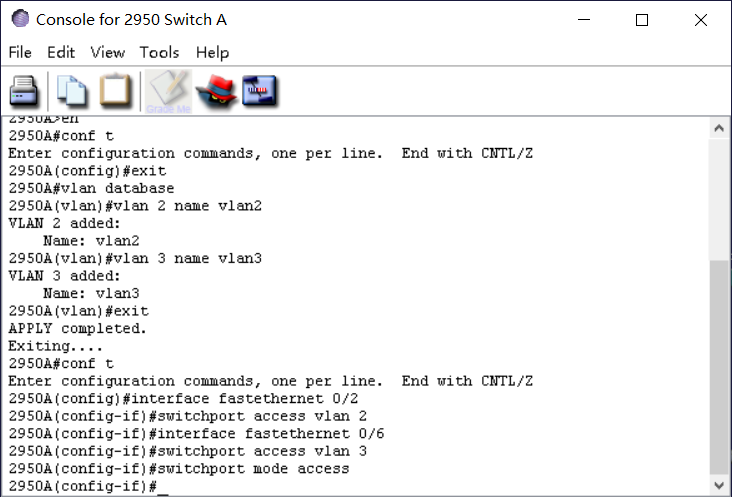 Console for 2950 Switch A
File Edit View Tools Help
Grade Me
2950A>en
2950A#conf t
Enter configuration commands, one per line.  End with CNTL/Z
2950A(config)#exit
2950A#vlan database
2950A(vlan)#vlan 2 name vlan2
VLAN 2 added:
    Name: vlan2
2950A(vlan)#vlan 3 name vlan3
VLAN 3 added:
    Name: vlan3
2950A(vlan)#exit
APPLY completed.
Exiting....
2950A#conf t
Enter configuration commands, one per line.  End with CNTL/Z
2950A(config)#interface fastethernet 0/2
2950A(config-if)#switchport access vlan 2
2950A(config-if)#interface fastethernet 0/6
2950A(config-if)#switchport access vlan 3
2950A(config-if)#switchport mode access
2950A(config-if)#_